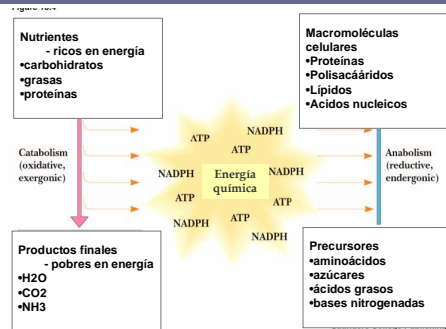 Nutrientes
- ricos en energía
•carbohidratos
•grasas
•proteínas
Macromoléculas
celulares
•Proteínas
•Polisacááridos
•Lípidos
•Acidos nucleicos
Catabolism
(oxidative,
exergonic)
ATP
NADPH
ATP
NADPH
Energía
química
NADPH
ATP
ATP
NADPH
ATP
NADPH
Anabolism
(reductive,
endergonic)
Productos finales
- pobres en energía
•H2O
•CO2
•NH3
Precursores
•aminoácidos
•azúcares
•ácidos grasos
•bases nitrogenadas